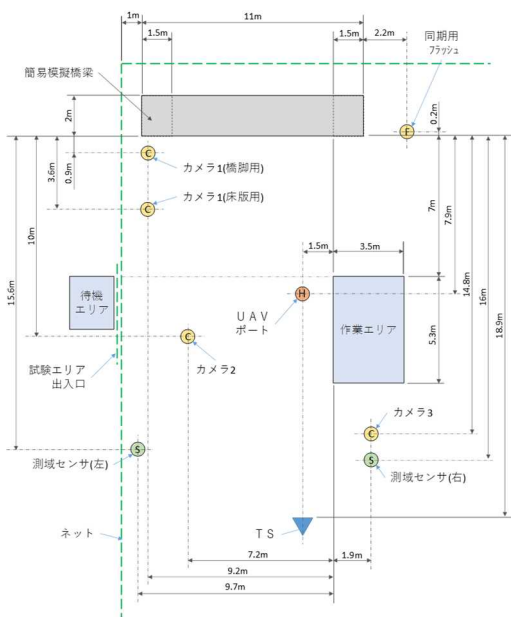 1m
11m
1.5m
1.5m
2.2m
同期用
フラッシュ
簡易模擬橋梁
2m
F
0.2m
C
カメラ1(橋脚用)
0.9m
3.6m
C
カメラ1(床版用)
10m
15.6m
7m
7.9m
14.8m
16m
18.9m
1.5m
3.5m
待機
エリア
H
UAV
ポート
作業エリア
5.3m
C
カメラ2
試験エリア
出入口
C
カメラ3
S
測域センサ(左)
S
測域センサ(右)
ネット
TS
7.2m
1.9m
9.2m
9.7m